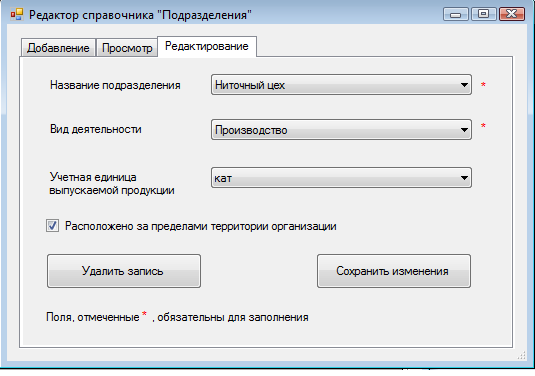 Редактор справочника "Подразделения"
Добавление Просмотр Редактирование
Название подразделения Ниточный цех *
Вид деятельности Производство *
Учетная единица
выпускаемой продукции кат
Расположено за пределами территории организации
Удалить запись Сохранить изменения
Поля, отмеченные * , обязательны для заполнения